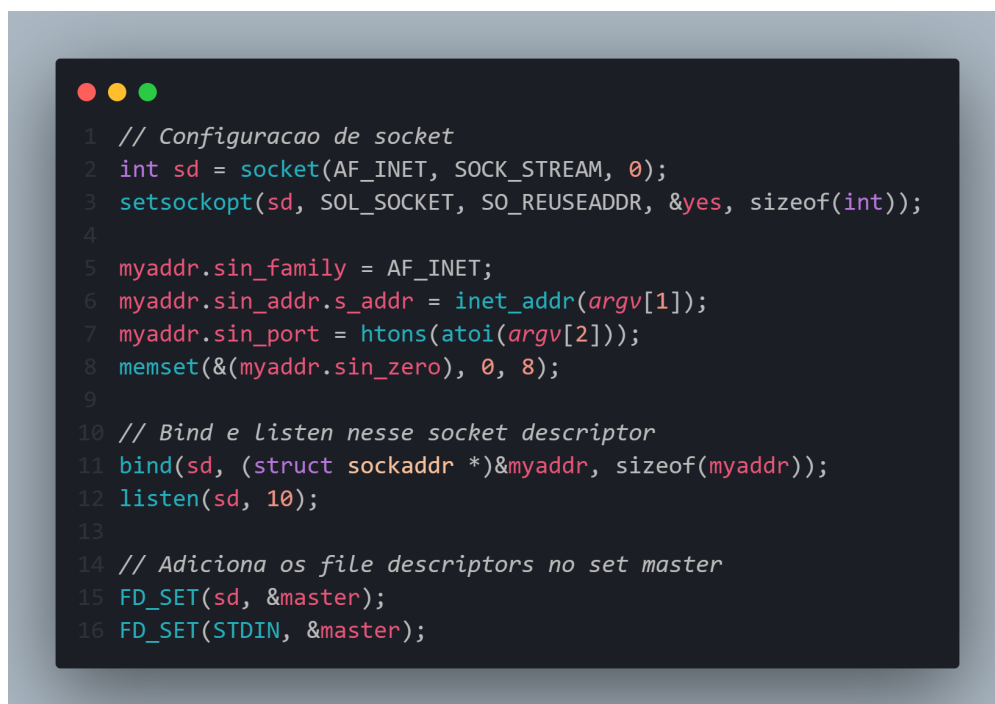 1 // Configuracao de socket
2 int sd = socket(AF_INET, SOCK_STREAM, 0);
3 setsockopt(sd, SOL_SOCKET, SO_REUSEADDR, &yes, sizeof(int));
4
5 myaddr.sin_family = AF_INET;
6 myaddr.sin_addr.s_addr = inet_addr(argv[1]);
7 myaddr.sin_port = htons(atoi(argv[2]));
8 memset(&(myaddr.sin_zero), 0, 8);
9
10 // Bind e listen nesse socket descriptor
11 bind(sd, (struct sockaddr *)&myaddr, sizeof(myaddr));
12 listen(sd, 10);
13
14 // Adiciona os file descriptors no set master
15 FD_SET(sd, &master);
16 FD_SET(STDIN, &master);